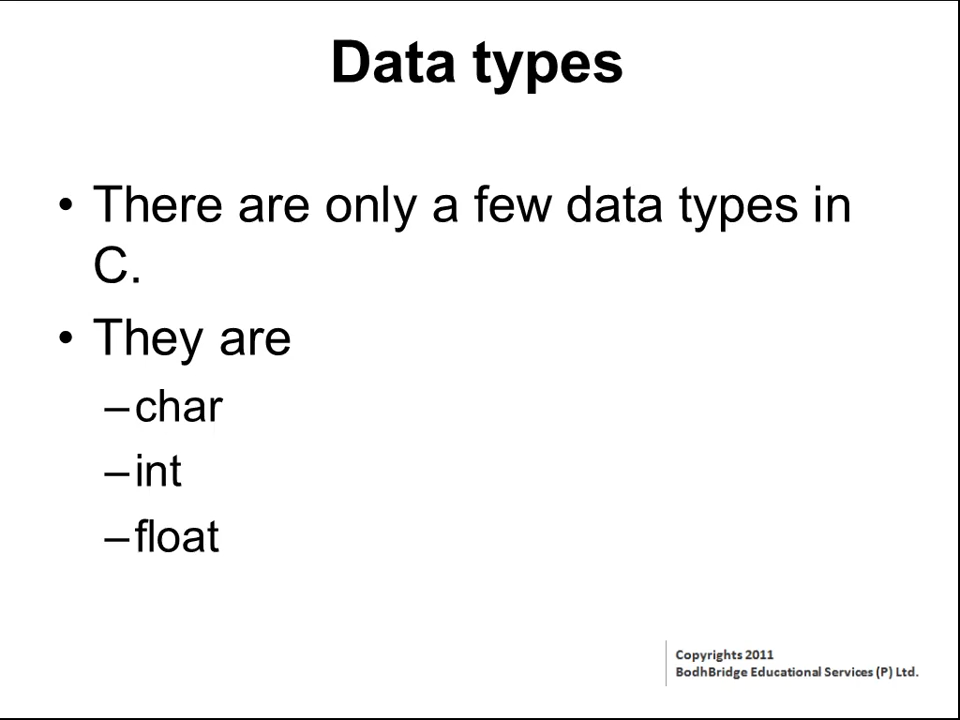 Data types
• There are only a few data types in
C.
• They are
–char
–int
–float
Copyrights 2011
BodhBridge Educational Services (P) Ltd.